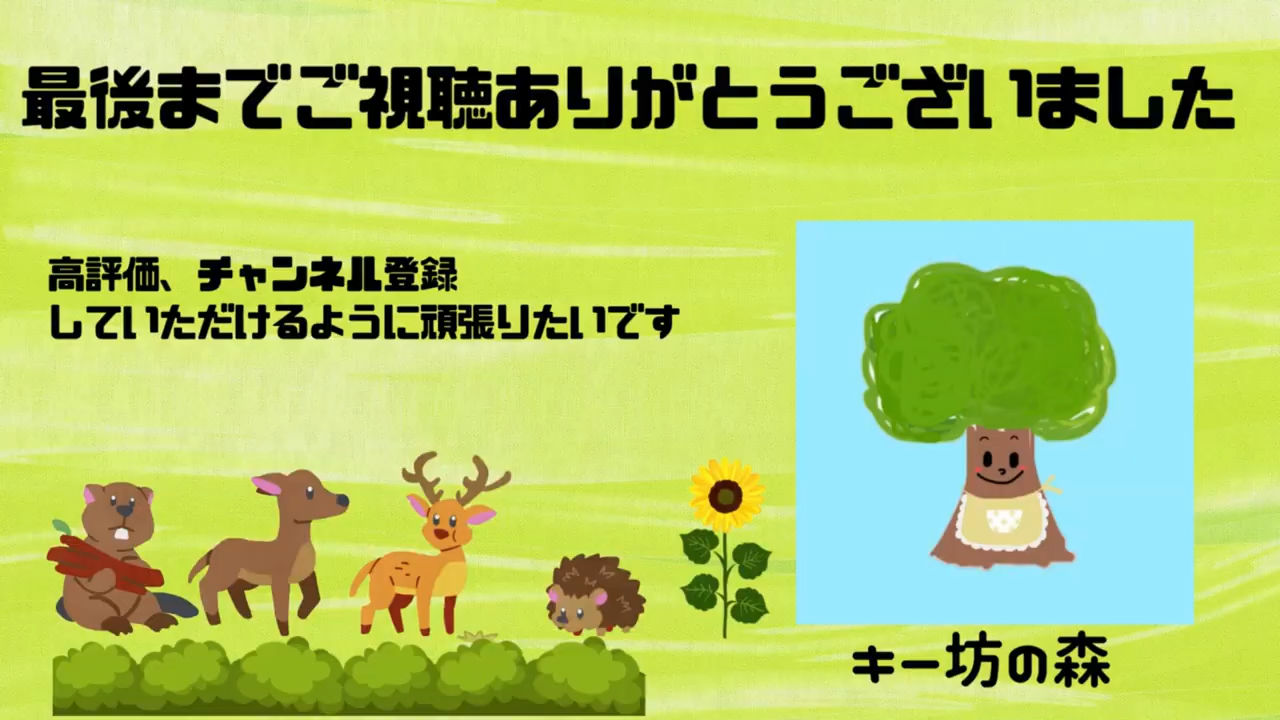 最後までご視聴ありがとうございました
高評価、チャンネル登録
していただけるように頑張りたいです
キー坊の森